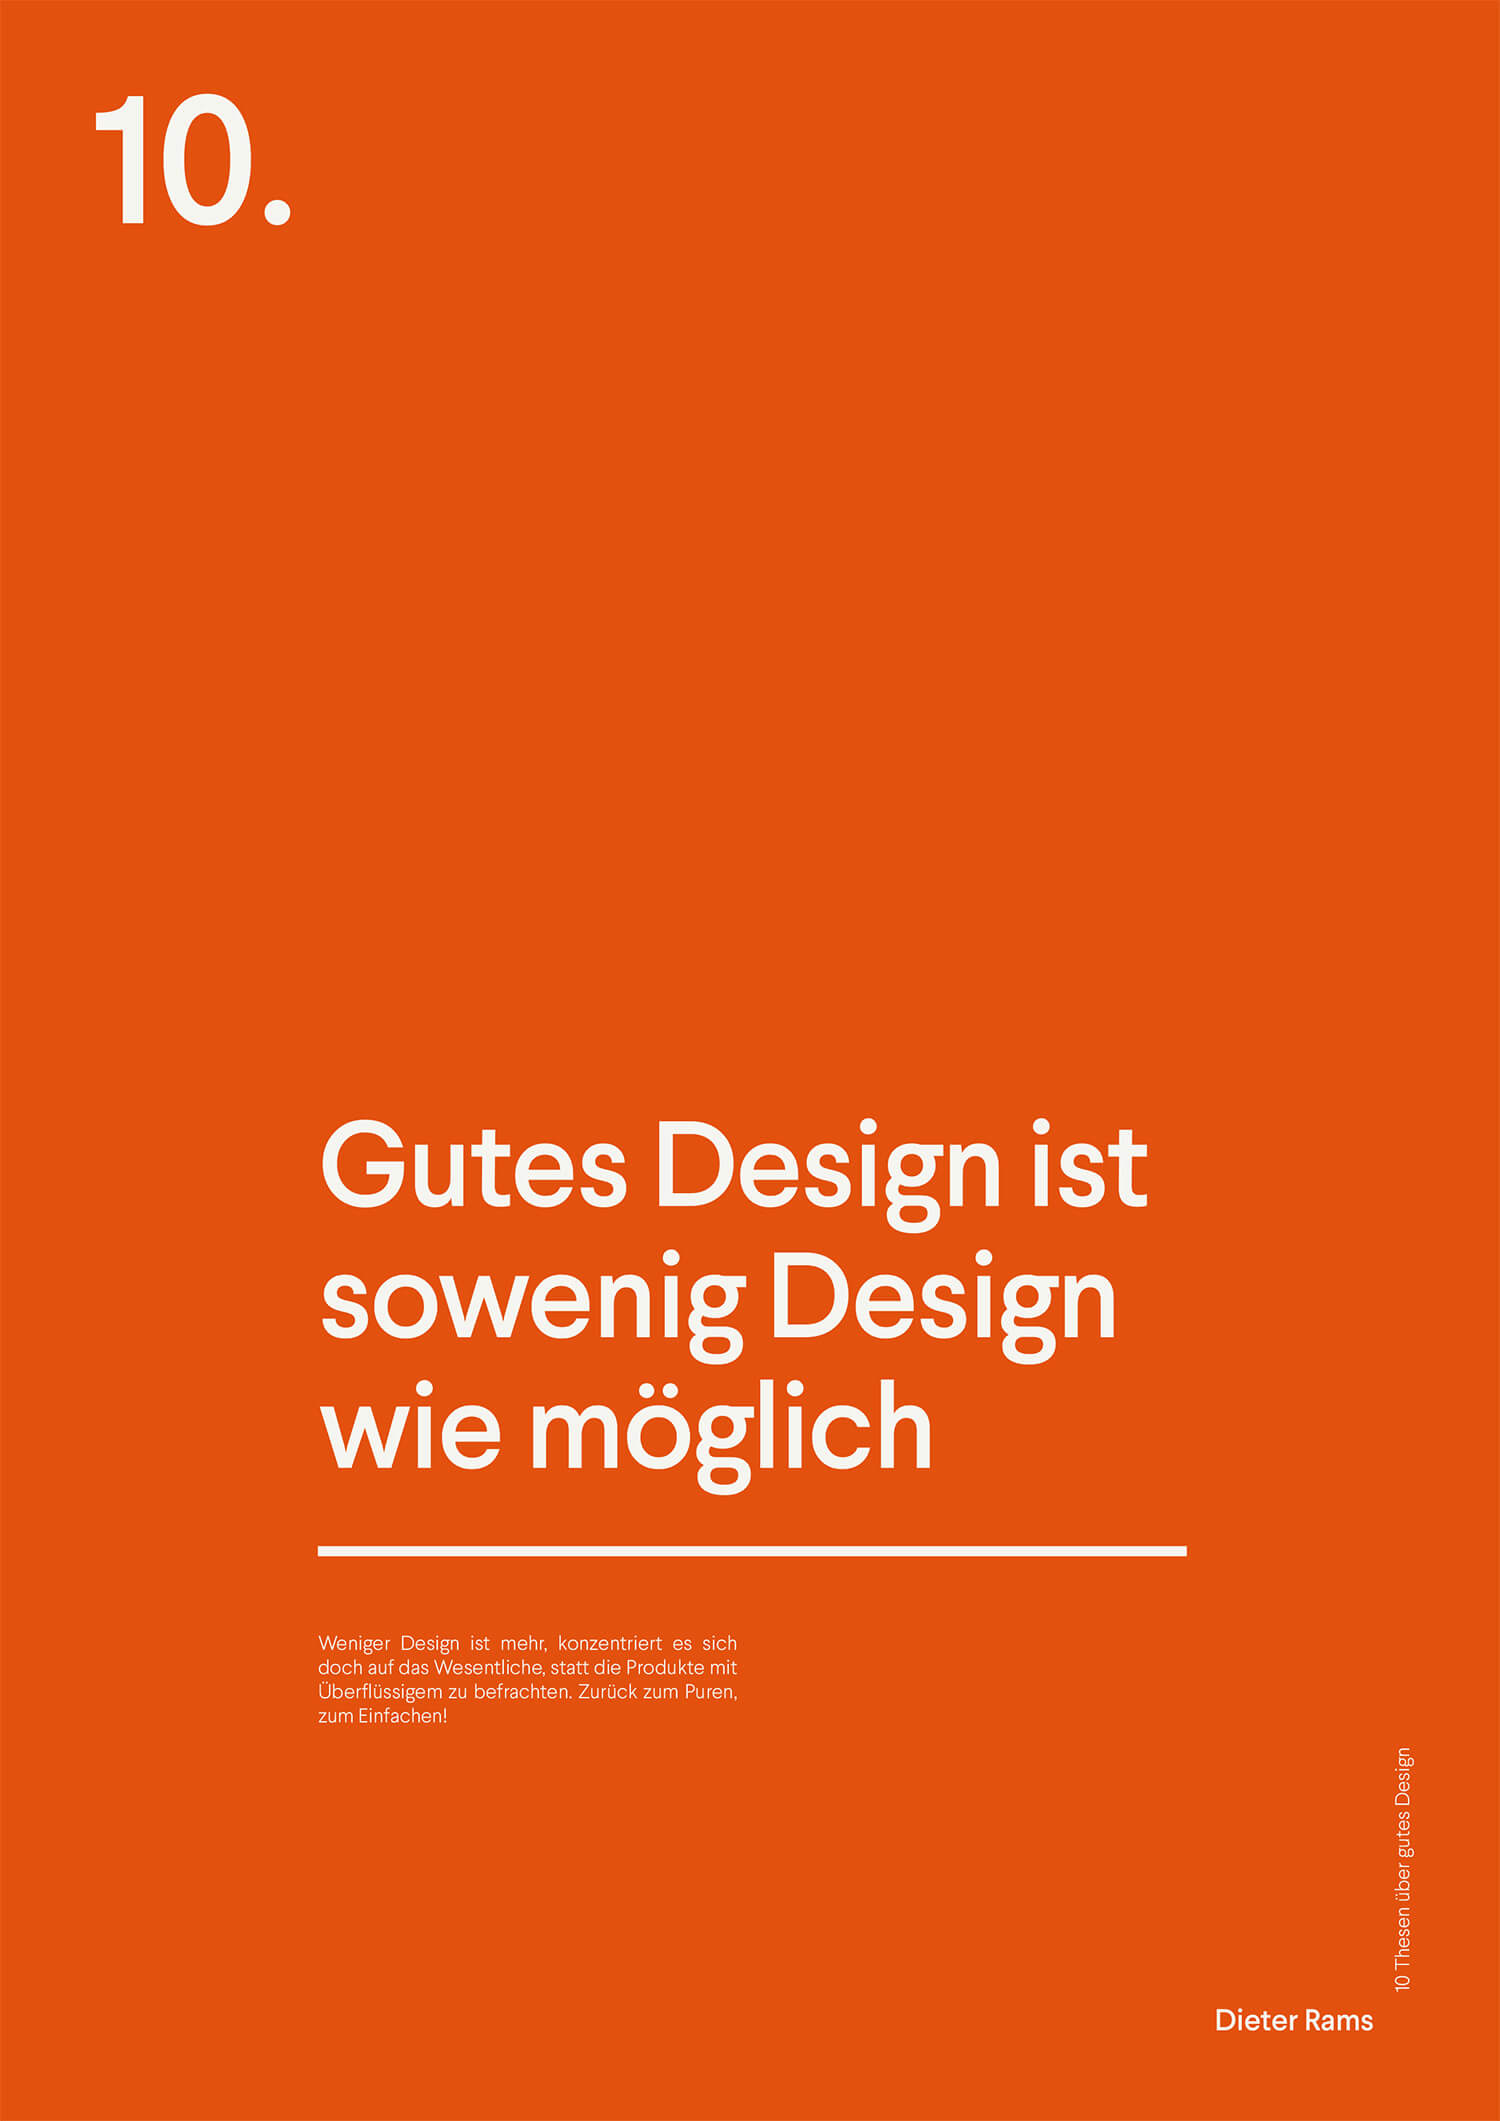 10.
Gutes Design ist
sowenig Design
wie möglich
Weniger Design ist mehr, konzentriert es sich
doch auf das Wesentliche, statt die Produkte mit
Überflüssigem zu befrachten. Zurück zum Puren,
zum Einfachen!
10 Thesen über gutes Design
Dieter Rams